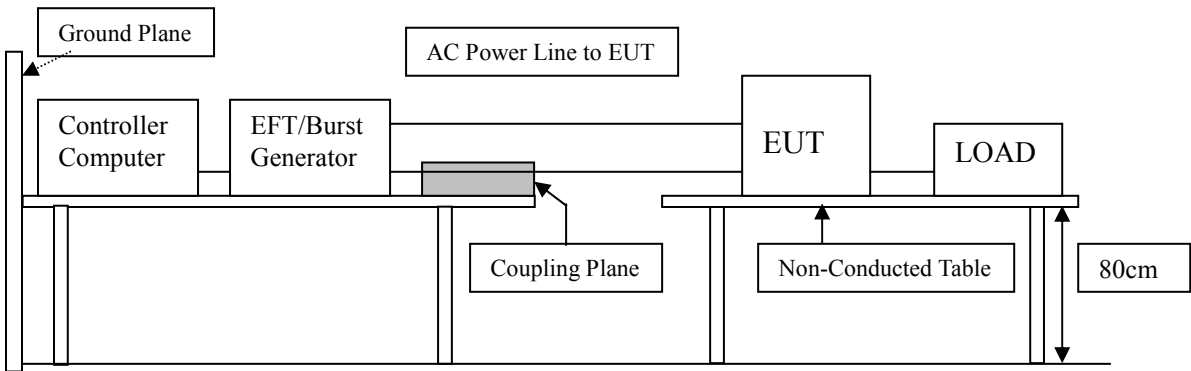 Ground Plane
AC Power Line to EUT
Controller
Computer
EFT/Burst
Generator
EUT
LOAD
Coupling Plane
Non-Conducted Table
80cm